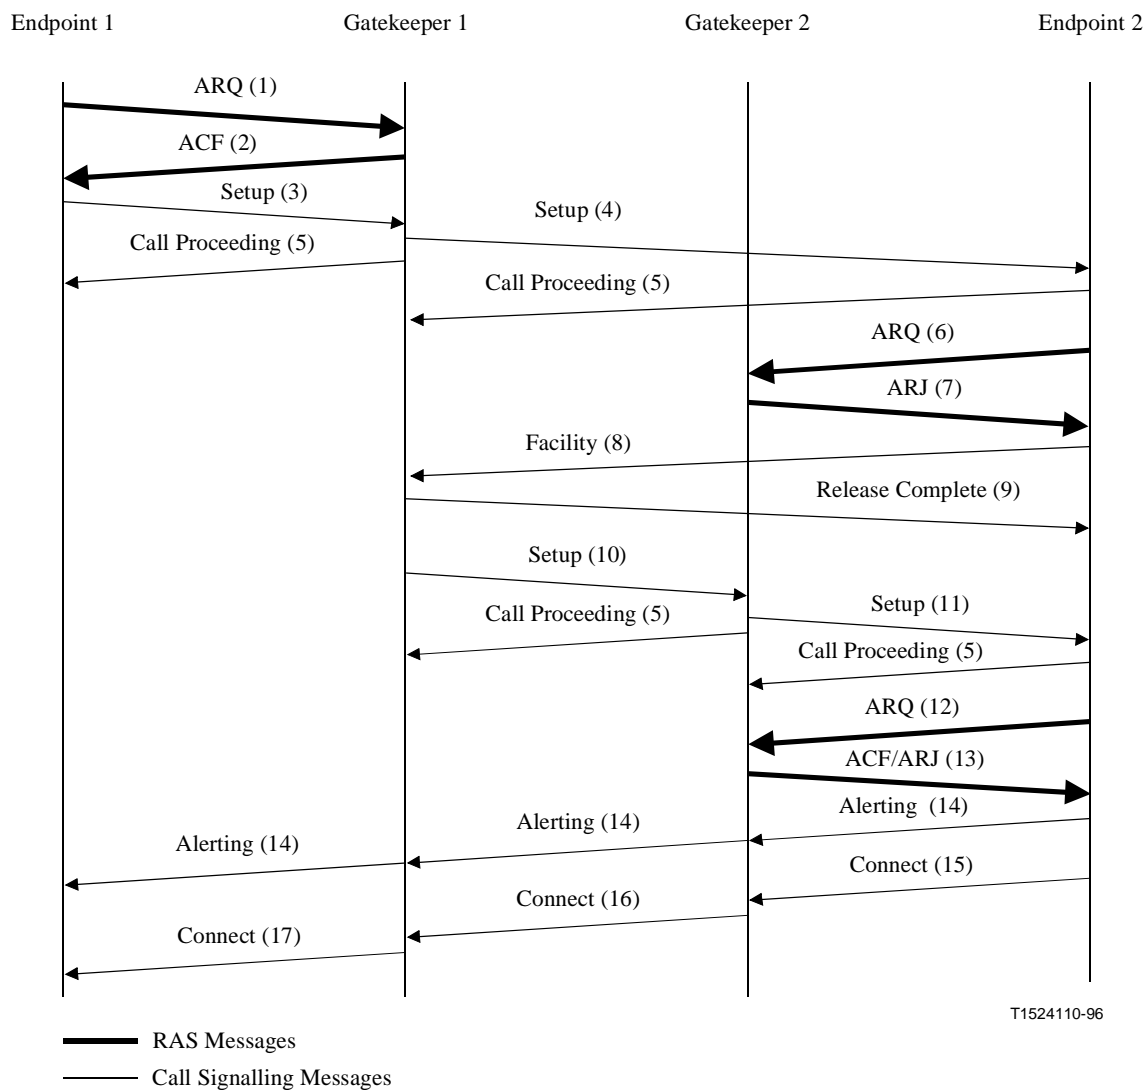 Endpoint 1 Gatekeeper 1 Gatekeeper 2 Endpoint 2
ARQ (1)
ACF (2)
Setup (3)
Setup (4)
Call Proceeding (5)
Call Proceeding (5)
ARQ (6)
ARJ (7)
Facility (8)
Release Complete (9)
Setup (10)
Setup (11)
Call Proceeding (5)
Call Proceeding (5)
ARQ (12)
ACF/ARJ (13)
Alerting (14)
Alerting (14)
Alerting (14)
Connect (15)
Connect (16)
Connect (17)
T1524110-96
RAS Messages
Call Signalling Messages